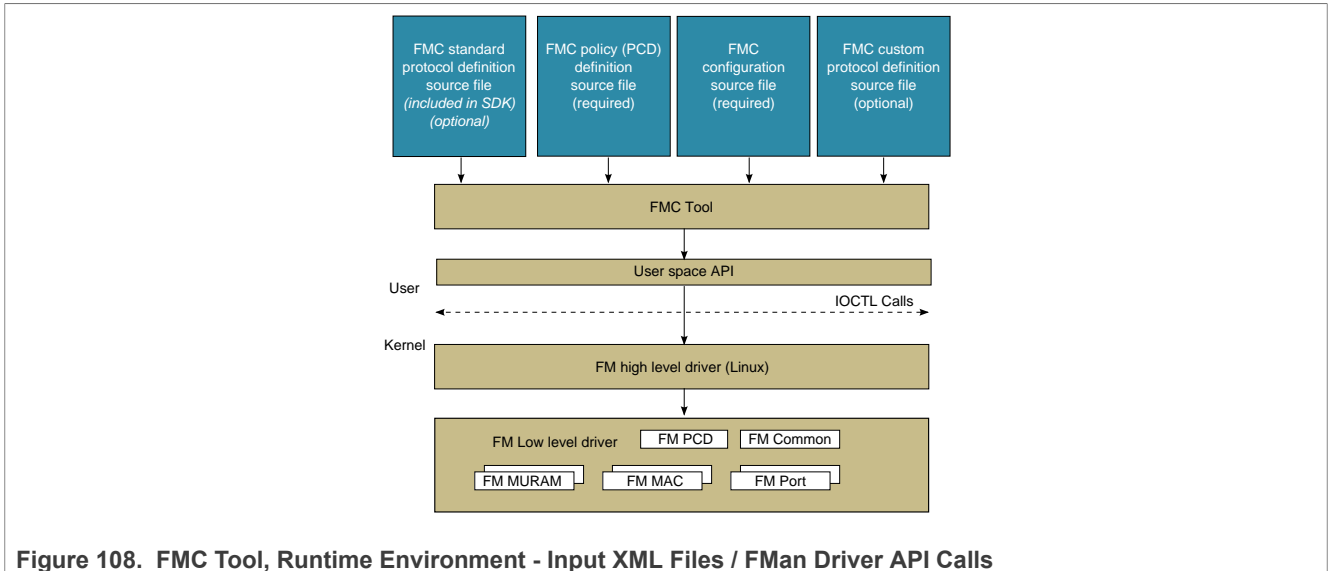 FMC standard
protocol definition
source file
(included in SDK)
(optional)
FMC policy (PCD)
definition
source file
(required)
FMC
configuration
source file
(required)
FMC custom
protocol definition
source file
(optional)
FMC Tool
User space API
User
IOCTL Calls
Kernel
FM high level driver (Linux)
FM Low level driver
FM PCD
FM Common
FM MURAM
FM MAC
FM Port
Figure 108. FMC Tool, Runtime Environment - Input XML Files / FMan Driver API Calls